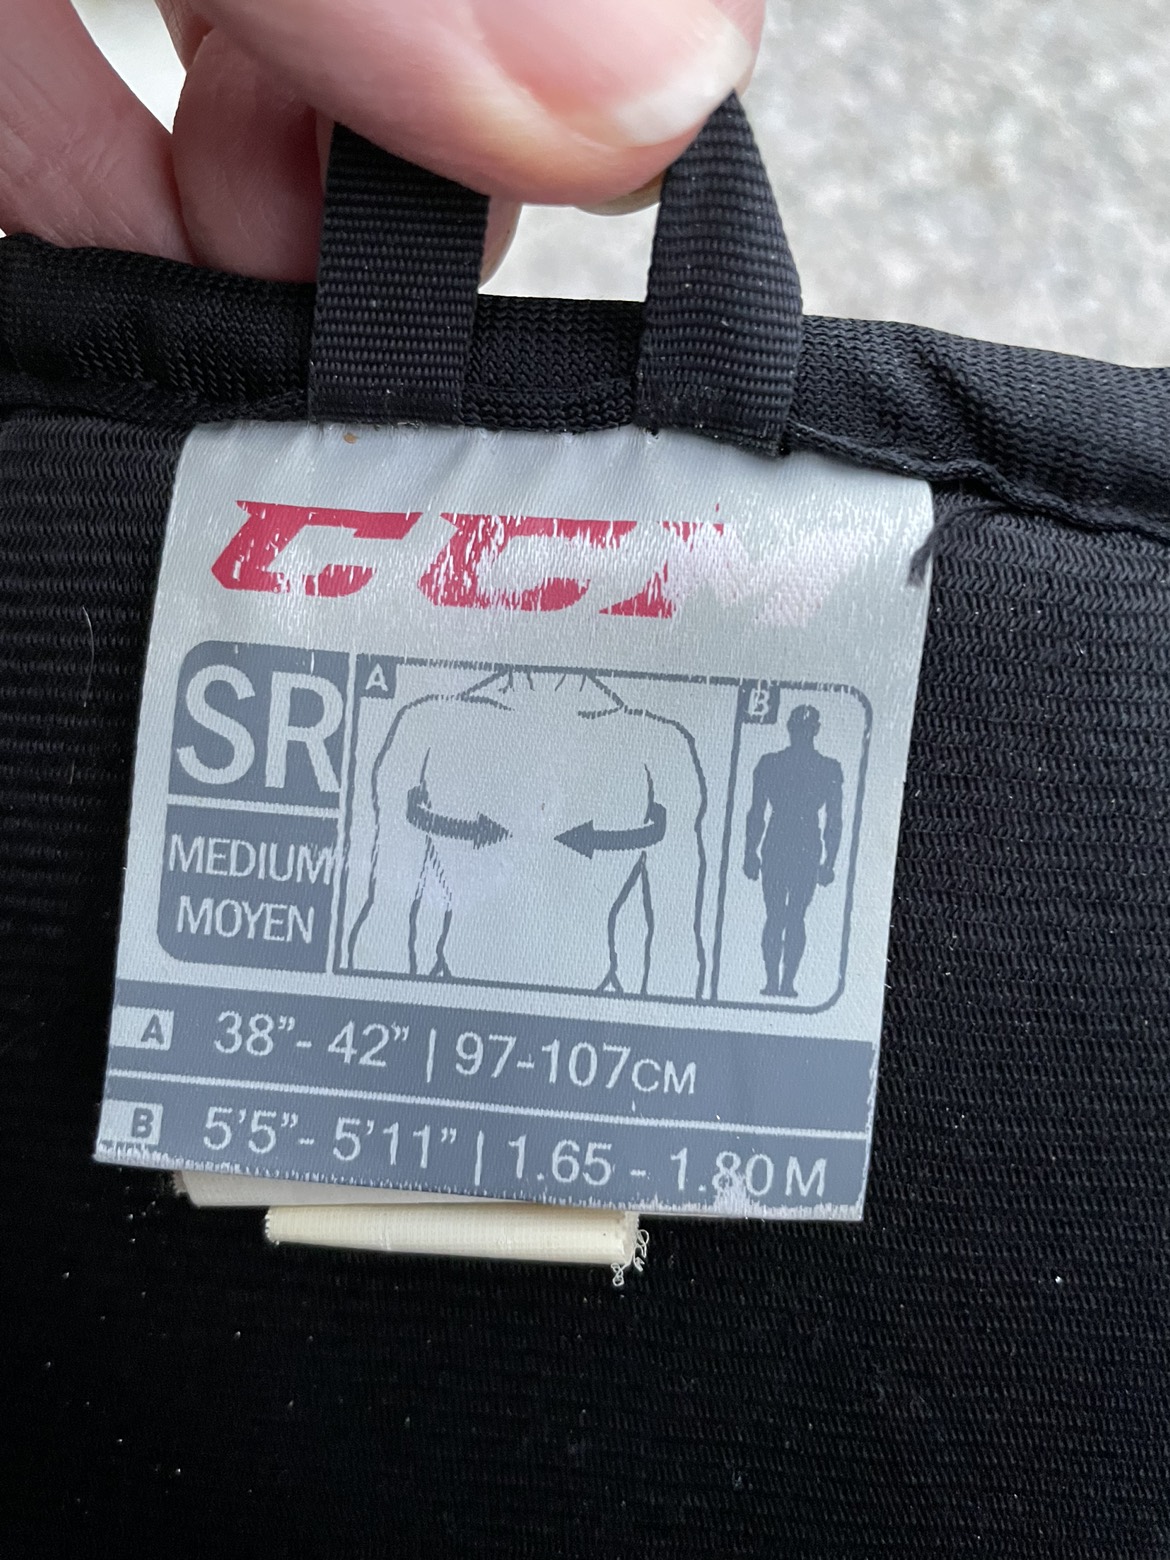 CCM
SR
MEDIUM
MOYEN
A
B
A 38”- 42” | 97-107CM
B 5’5”- 5’11” | 1.65 - 1.80M